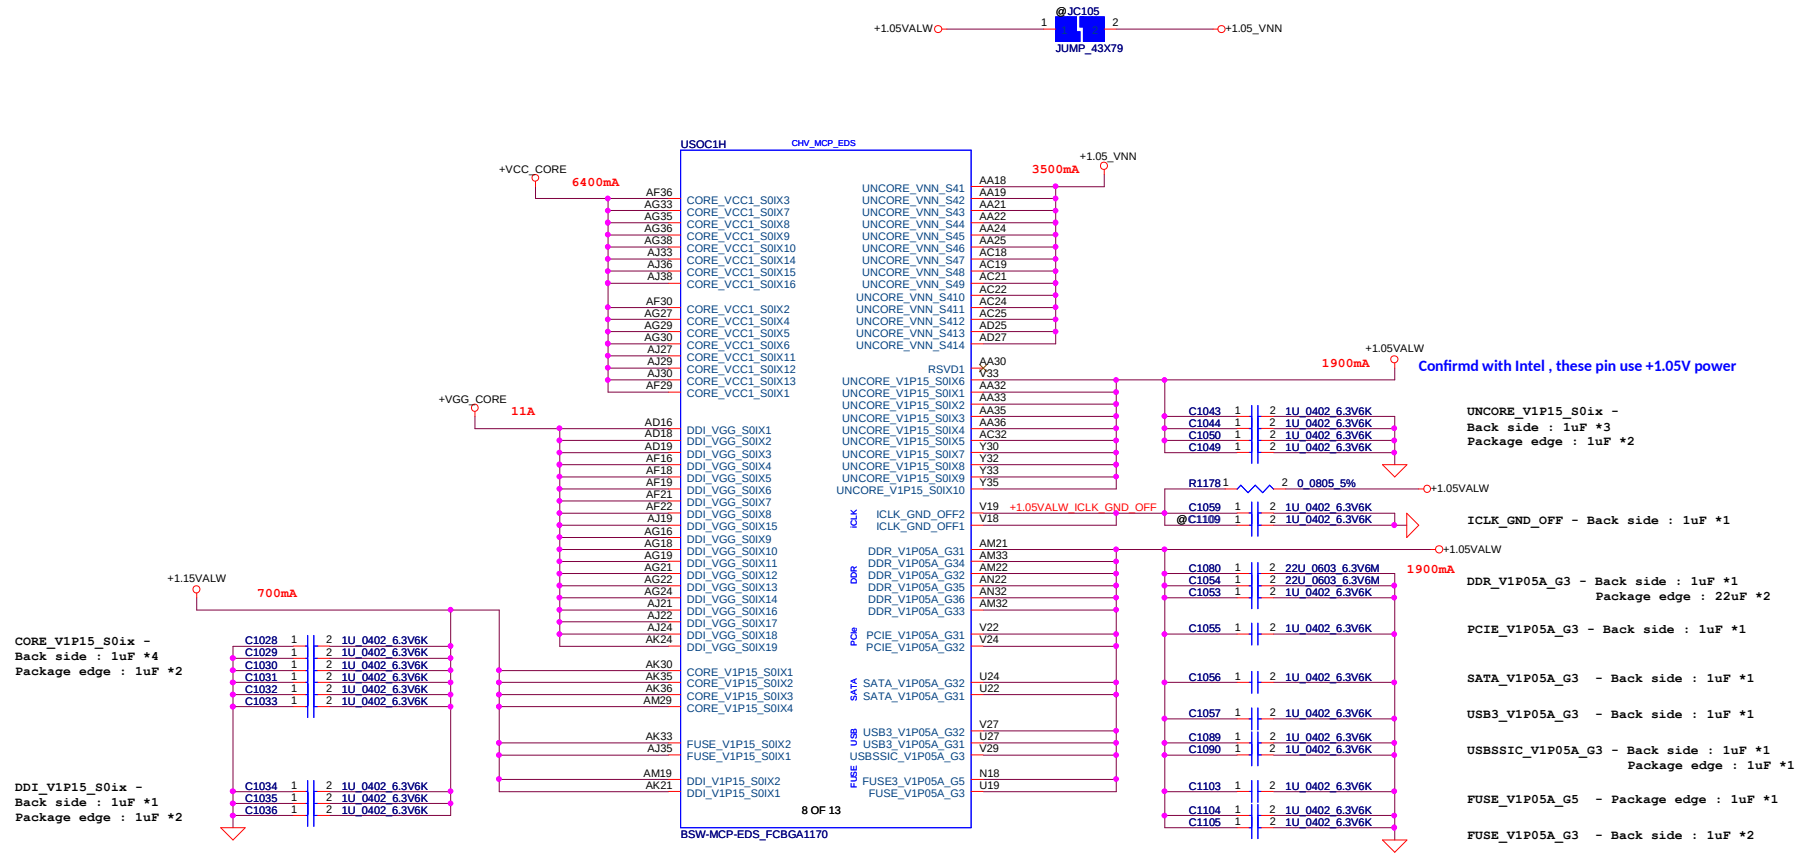 @JC105
+1.05VALW 1 2 +1.05_VNN
JUMP_43X79
USOC1H CHV_MCP_EDS
+VCC_CORE
6400mA
AF36 CORE_VCC1_S0IX3
AG33 CORE_VCC1_S0IX7
AG35 CORE_VCC1_S0IX8
AG36 CORE_VCC1_S0IX9
AG38 CORE_VCC1_S0IX10
AJ33 CORE_VCC1_S0IX14
AJ36 CORE_VCC1_S0IX15
AJ38 CORE_VCC1_S0IX16
AF30 CORE_VCC1_S0IX2
AG27 CORE_VCC1_S0IX4
AG29 CORE_VCC1_S0IX5
AG30 CORE_VCC1_S0IX6
AJ27 CORE_VCC1_S0IX11
AJ29 CORE_VCC1_S0IX12
AJ30 CORE_VCC1_S0IX13
AF29 CORE_VCC1_S0IX1
+VGG_CORE
11A
AD16 DDI_VGG_S0IX1
AD18 DDI_VGG_S0IX2
AD19 DDI_VGG_S0IX3
AF16 DDI_VGG_S0IX4
AF18 DDI_VGG_S0IX5
AF19 DDI_VGG_S0IX6
AF21 DDI_VGG_S0IX7
AF22 DDI_VGG_S0IX8
AJ19 DDI_VGG_S0IX15
AG16 DDI_VGG_S0IX9
AG18 DDI_VGG_S0IX10
AG19 DDI_VGG_S0IX11
AG21 DDI_VGG_S0IX12
AG22 DDI_VGG_S0IX13
AG24 DDI_VGG_S0IX14
AJ21 DDI_VGG_S0IX16
AJ22 DDI_VGG_S0IX17
AJ24 DDI_VGG_S0IX18
AK24 DDI_VGG_S0IX19
+1.15VALW
700mA
AK30 CORE_V1P15_S0IX1
AK35 CORE_V1P15_S0IX2
AK36 CORE_V1P15_S0IX3
AM29 CORE_V1P15_S0IX4
AK33 FUSE_V1P15_S0IX2
AJ35 FUSE_V1P15_S0IX1
AM19 DDI_V1P15_S0IX2
AK21 DDI_V1P15_S0IX1
CORE_V1P15_S0ix -
Back side : 1uF *4
Package edge : 1uF *2
C1028 1 2 1U_0402_6.3V6K
C1029 1 2 1U_0402_6.3V6K
C1030 1 2 1U_0402_6.3V6K
C1031 1 2 1U_0402_6.3V6K
C1032 1 2 1U_0402_6.3V6K
C1033 1 2 1U_0402_6.3V6K
DDI_V1P15_S0ix -
Back side : 1uF *1
Package edge : 1uF *2
C1034 1 2 1U_0402_6.3V6K
C1035 1 2 1U_0402_6.3V6K
C1036 1 2 1U_0402_6.3V6K
3500mA
+1.05_VNN
UNCORE_VNN_S41 AA18
UNCORE_VNN_S42 AA19
UNCORE_VNN_S43 AA21
UNCORE_VNN_S44 AA22
UNCORE_VNN_S45 AA24
UNCORE_VNN_S46 AA25
UNCORE_VNN_S47 AC18
UNCORE_VNN_S48 AC19
UNCORE_VNN_S49 AC21
UNCORE_VNN_S410 AC22
UNCORE_VNN_S411 AC24
UNCORE_VNN_S412 AC25
UNCORE_VNN_S413 AD25
UNCORE_VNN_S414 AD27
RSVD1 AA30
UNCORE_V1P15_S0IX6 V33
UNCORE_V1P15_S0IX1 AA32
UNCORE_V1P15_S0IX2 AA33
UNCORE_V1P15_S0IX3 AA35
UNCORE_V1P15_S0IX4 AA36
UNCORE_V1P15_S0IX5 AC32
UNCORE_V1P15_S0IX7 Y30
UNCORE_V1P15_S0IX8 Y32
UNCORE_V1P15_S0IX9 Y33
UNCORE_V1P15_S0IX10 Y35
ICLK
ICLK_GND_OFF2 V19 +1.05VALW_ICLK_GND_OFF
ICLK_GND_OFF1 V18
DDR
DDR_V1P05A_G31 AM21
DDR_V1P05A_G34 AM33
DDR_V1P05A_G32 AM22
DDR_V1P05A_G35 AN22
DDR_V1P05A_G36 AN32
DDR_V1P05A_G33 AM32
PCIe
PCIE_V1P05A_G31 V22
PCIE_V1P05A_G32 V24
SATA
SATA_V1P05A_G32 U24
SATA_V1P05A_G31 U22
USB
USB3_V1P05A_G32 V27
USB3_V1P05A_G31 U27
USBSSIC_V1P05A_G3 V29
FUSE
FUSE3_V1P05A_G5 N18
FUSE_V1P05A_G3 U19
8 OF 13
BSW-MCP-EDS_FCBGA1170
+1.05VALW
1900mA
Confirmd with Intel , these pin use +1.05V power
C1043 1 2 1U_0402_6.3V6K
C1044 1 2 1U_0402_6.3V6K
C1050 1 2 1U_0402_6.3V6K
C1049 1 2 1U_0402_6.3V6K
UNCORE_V1P15_S0ix -
Back side : 1uF *3
Package edge : 1uF *2
R1178 1 2 0_0805_5% +1.05VALW
C1059 1 2 1U_0402_6.3V6K
@C1109 1 2 1U_0402_6.3V6K
ICLK_GND_OFF - Back side : 1uF *1
+1.05VALW
1900mA
C1080 1 2 22U_0603_6.3V6M
C1054 1 2 22U_0603_6.3V6M
C1053 1 2 1U_0402_6.3V6K
DDR_V1P05A_G3 - Back side : 1uF *1
Package edge : 22uF *2
C1055 1 2 1U_0402_6.3V6K
PCIE_V1P05A_G3 - Back side : 1uF *1
C1056 1 2 1U_0402_6.3V6K
SATA_V1P05A_G3 - Back side : 1uF *1
C1057 1 2 1U_0402_6.3V6K
USB3_V1P05A_G3 - Back side : 1uF *1
C1089 1 2 1U_0402_6.3V6K
C1090 1 2 1U_0402_6.3V6K
USBSSIC_V1P05A_G3 - Back side : 1uF *1
Package edge : 1uF *1
C1103 1 2 1U_0402_6.3V6K
FUSE_V1P05A_G5 - Package edge : 1uF *1
C1104 1 2 1U_0402_6.3V6K
C1105 1 2 1U_0402_6.3V6K
FUSE_V1P05A_G3 - Back side : 1uF *2